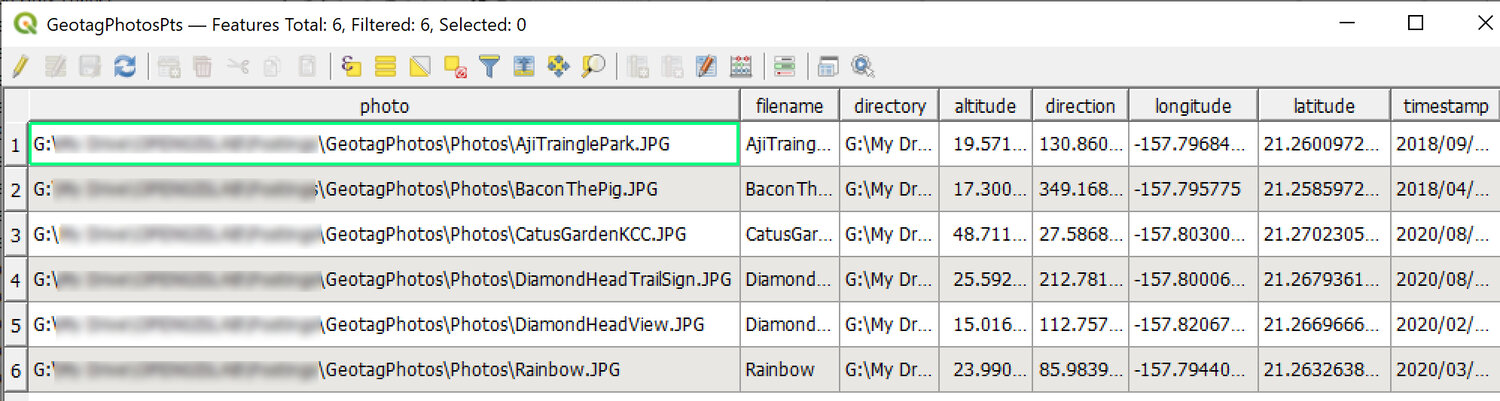 GeotagPhotosPts — Features Total: 6, Filtered: 6, Selected: 0
photo filename directory altitude direction longitude latitude timestamp
1 G:\ \GeotagPhotos\Photos\AjiTrainglePark.JPG AjiTraing... G:\My Dr... 19.571... 130.860... -157.79684... 21.2600972... 2018/09/...
2 G:\ \GeotagPhotos\Photos\BaconThePig.JPG BaconTh... G:\My Dr... 17.300... 349.168... -157.795775 21.2585972... 2018/04/...
3 G:\ \GeotagPhotos\Photos\CatusGardenKCC.JPG CatusGar... G:\My Dr... 48.711... 27.5868... -157.80300... 21.2702305... 2020/08/...
4 G:\ \GeotagPhotos\Photos\DiamondHeadTrailSign.JPG Diamond... G:\My Dr... 25.592... 212.781... -157.80006... 21.2679361... 2020/08/...
5 G:\ \GeotagPhotos\Photos\DiamondHeadView.JPG Diamond... G:\My Dr... 15.016... 112.757... -157.82067... 21.2669666... 2020/02/...
6 G:\ \GeotagPhotos\Photos\Rainbow.JPG Rainbow G:\My Dr... 23.990... 85.9839... -157.79440... 21.2632638... 2020/03/...